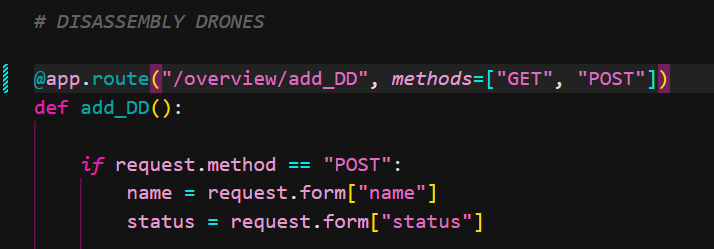 # DISASSEMBLY DRONES
@app.route("/overview/add_DD", methods=["GET", "POST"])
def add_DD():
if request.method == "POST":
name = request.form["name"]
status = request.form["status"]